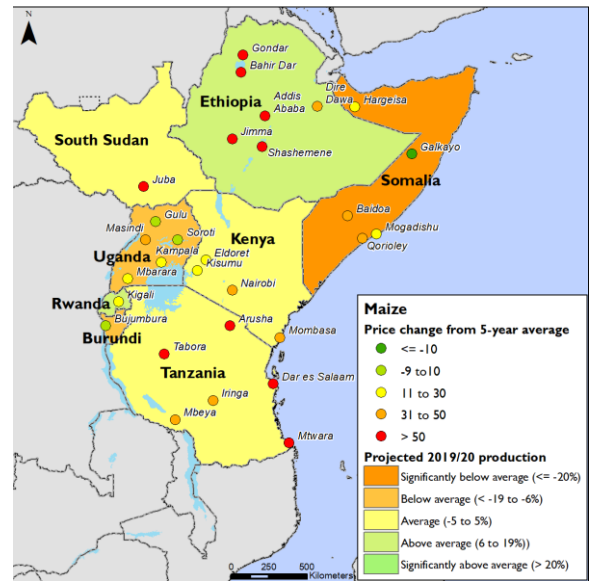 N
Gondar
Bahir Dar
Ethiopia
Addis
Ababa
Dire
Dawa
Hargeisa
South Sudan
Jimma
Shashemene
Galkayo
Somalia
Juba
Gulu
Masindi
Soroti
Baidoa
Mogadishu
Qorioley
Kenya
Kampala
Uganda
Eldoret
Kisumu
Mbarara
Nairobi
Kigali
Rwanda
Bujumbura
Burundi
Arusha
Mombasa
Tabora
Tanzania
Dar es Salaam
Iringa
Mbeya
Mtwara
Maize
Price change from 5-year average
<= -10
-9 to10
11 to 30
31 to 50
> 50
Projected 2019/20 production
Significantly below average (<= -20%)
Below average (< -19 to -6%)
Average (-5 to 5%)
Above average (6 to 19%))
Significantly above average (> 20%)
0 250 500
Kilometers